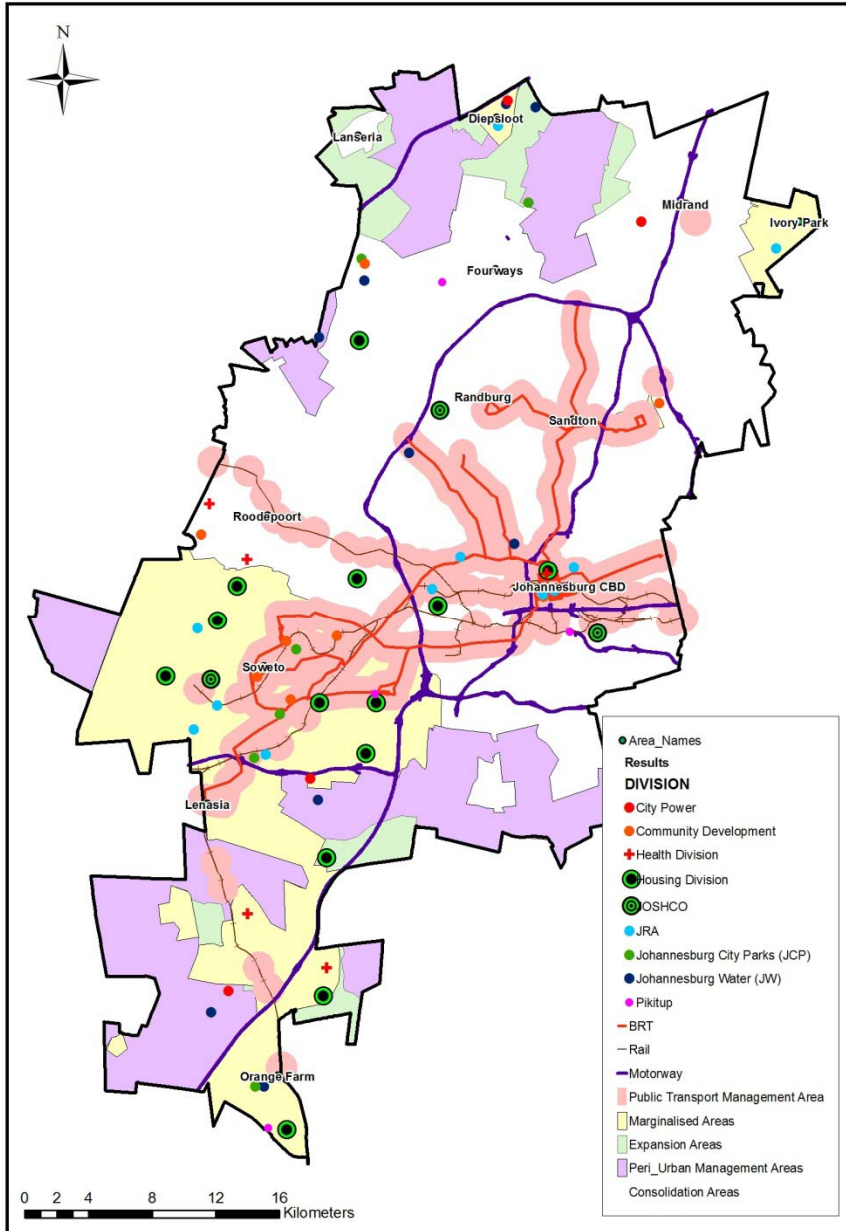 N
Diepsloot
Lanseria
Midrand
Ivory Park
Fourways
Randburg
Sandton
Roodepoort
Johannesburg CBD
Soweto
Lenasia
Orange Farm
Area_Names
Results
DIVISION
City Power
Community Development
Health Division
Housing Division
JOSHCO
JRA
Johannesburg City Parks (JCP)
Johannesburg Water (JW)
Pikitup
BRT
Rail
Motorway
Public Transport Management Area
Marginalised Areas
Expansion Areas
Peri_Urban Management Areas
Consolidation Areas
0 2 4 8 12 16
Kilometers